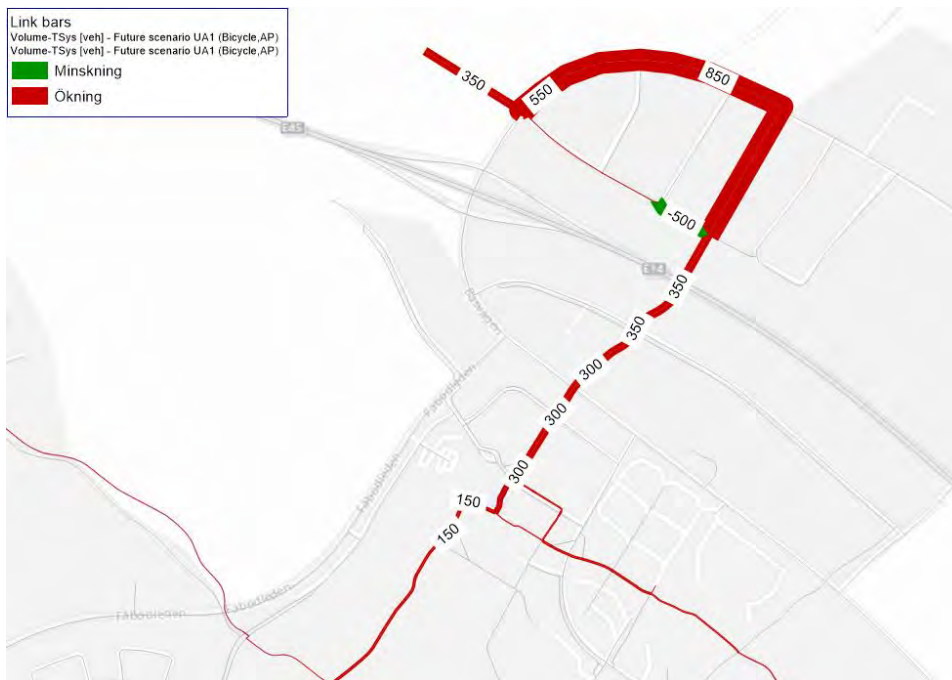 Link bars
Volume-TSys [veh] - Future scenario UA1 (Bicycle,AP)
Volume-TSys [veh] - Future scenario UA1 (Bicycle,AP)
Minskning
Ökning
350
550
850
E45
-500
E14
350
350
300
300
300
150
150
Fäbodleden
Fäbodleden
Fäbodleden
Fäbodleden